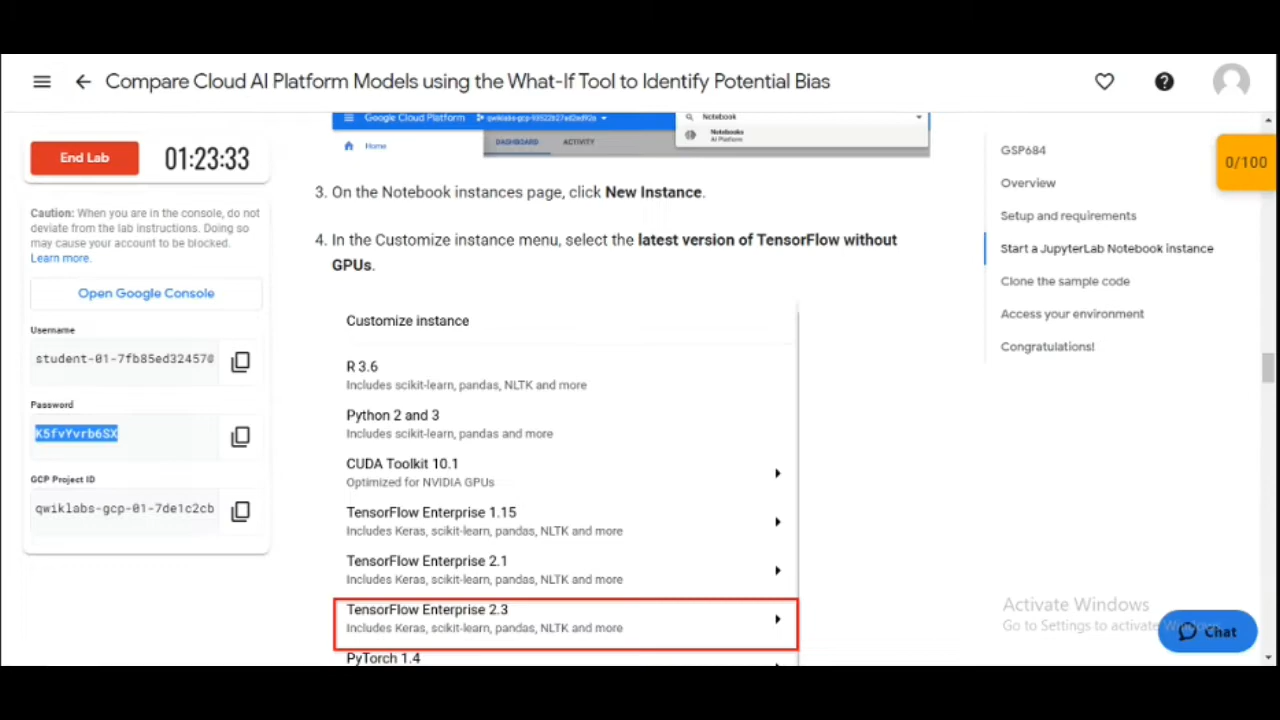 Compare Cloud AI Platform Models using the What-If Tool to Identify Potential Bias
End Lab
01:23:33
Caution: When you are in the console, do not
deviate from the lab instructions. Doing so
may cause your account to be blocked.
Learn more.
Open Google Console
Username
student-01-7fb85ed32457@
Password
K5fvYvrb6SX
GCP Project ID
qwiklabs-gcp-01-7de1c2cb
Google Cloud Platform
Notebook
Home
DASHBOARD
ACTIVITY
Notebooks
AI Platform
3. On the Notebook instances page, click New Instance.
4. In the Customize instance menu, select the latest version of TensorFlow without
GPUs.
Customize instance
R 3.6
Includes scikit-learn, pandas, NLTK and more
Python 2 and 3
Includes scikit-learn, pandas and more
CUDA Toolkit 10.1
Optimized for NVIDIA GPUs
TensorFlow Enterprise 1.15
Includes Keras, scikit-learn, pandas, NLTK and more
TensorFlow Enterprise 2.1
Includes Keras, scikit-learn, pandas, NLTK and more
TensorFlow Enterprise 2.3
Includes Keras, scikit-learn, pandas, NLTK and more
PyTorch 1.4
GSP684
Overview
Setup and requirements
Start a JupyterLab Notebook instance
Clone the sample code
Access your environment
Congratulations!
0/100
Activate Windows
Go to Settings to activate
Chat